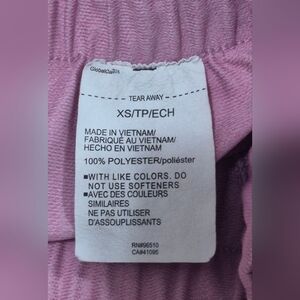 TEAR AWAY
XS/TP/ECH
MADE IN VIETNAM/
FABRIQUÉ AU VIETNAM/
HECHO EN VIETNAM
100% POLYESTER/poliéster
■WITH LIKE COLORS. DO
NOT USE SOFTENERS
■AVEC DES COULEURS
SIMILAIRES
NE PAS UTILISER
D'ASSOUPLISSANTS
RN#96510
CA#41095